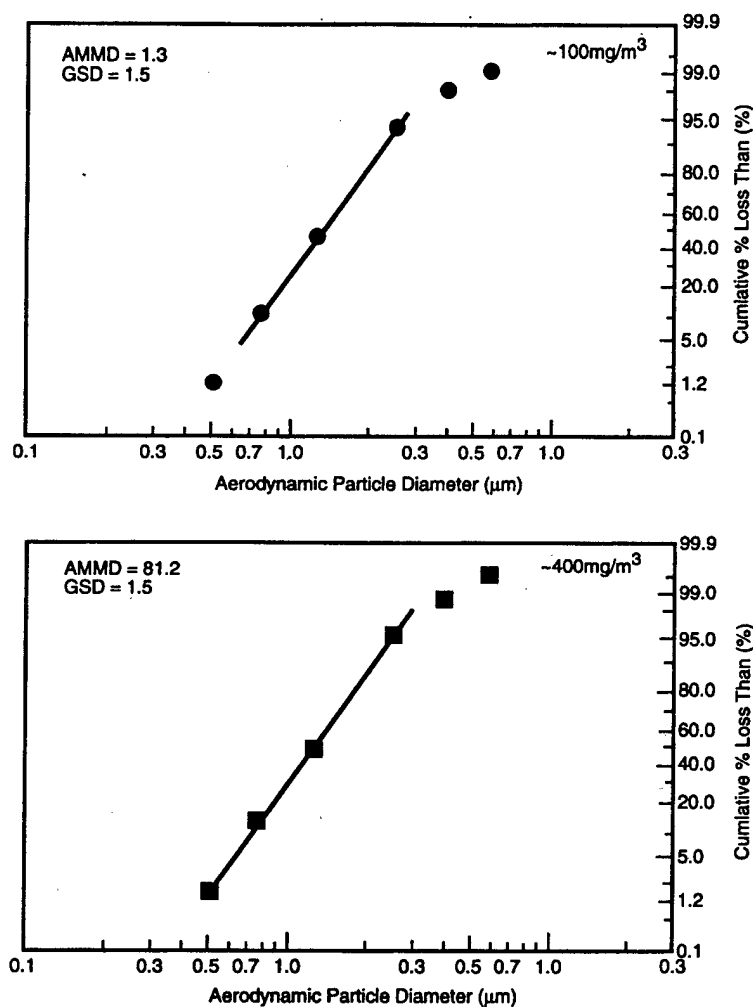 AMMD = 1.3
GSD = 1.5
~100mg/m³
99.9
99.0
95.0
80.0
60.0
40.0
20.0
5.0
1.2
0.1
Cumlative % Loss Than (%)
0.1 0.3 0.5 0.7 1.0 0.3 0.5 0.7 1.0 0.3
Aerodynamic Particle Diameter (μm)
AMMD = 81.2
GSD = 1.5
~400mg/m³
99.9
99.0
95.0
80.0
60.0
40.0
20.0
5.0
1.2
0.1
Cumlative % Loss Than (%)
0.1 0.3 0.5 0.7 1.0 0.3 0.5 0.7 1.0 0.3
Aerodynamic Particle Diameter (μm)